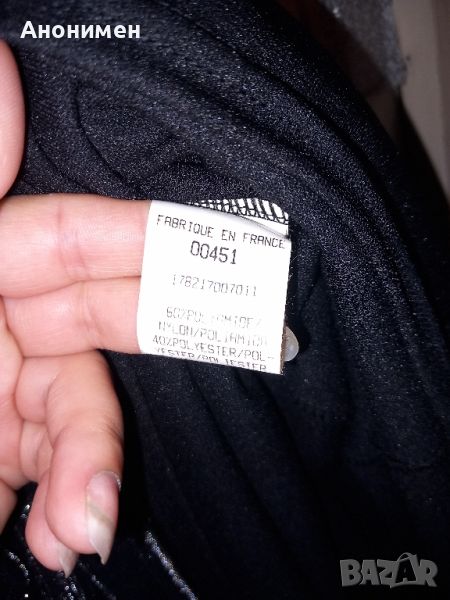 Анонимен
FABRIQUE EN FRANCE
00451
178217007011
60%POLYAMIDE/
NYLON/POLIAMIDA
40%POLYESTER/POL-
YESTER/POLIESTER
BAZAR